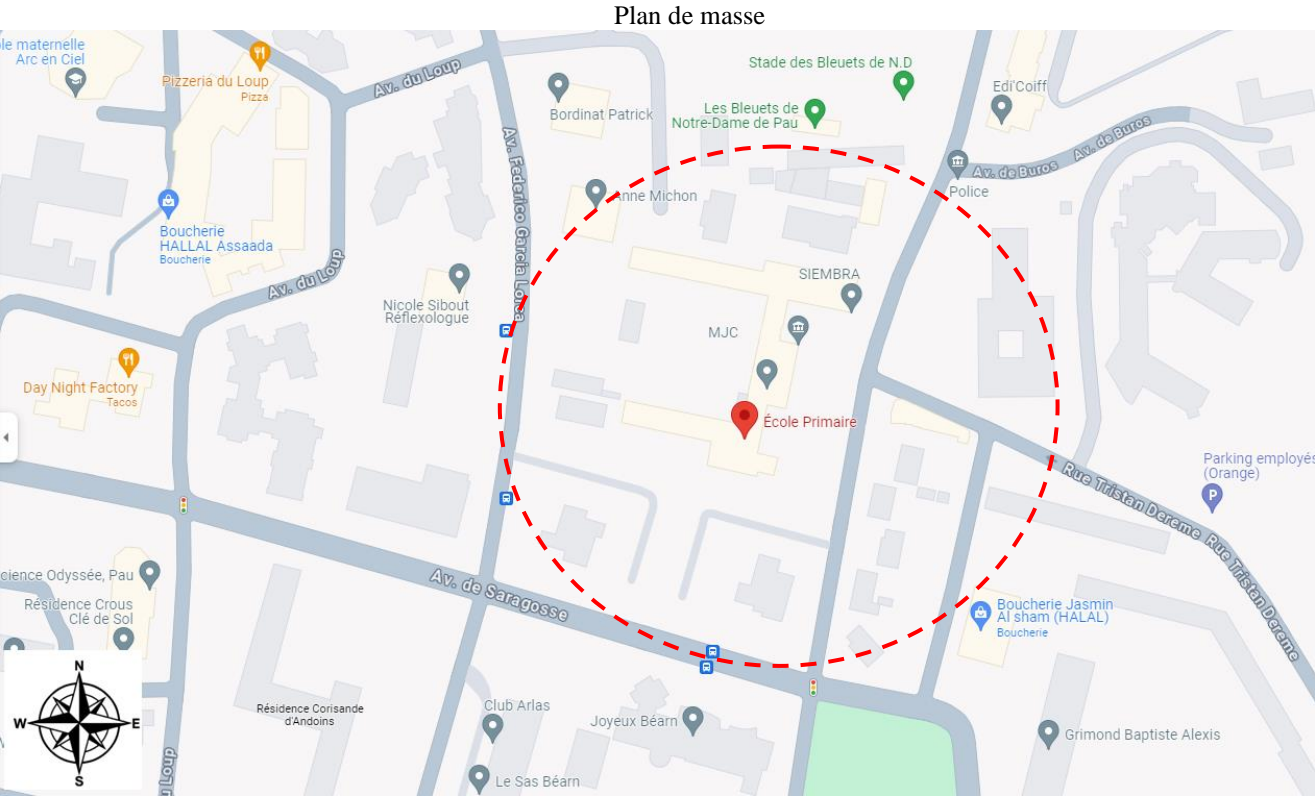 Plan de masse
ole maternelle
Arc en Ciel
Pizzeria du Loup
Pizza
Av. du Loup
Bordinat Patrick
Stade des Bleuets de N.D
Les Bleuets de
Notre-Dame de Pau
Edi'Coiff
Av. de Buros
Av. de Buros
Police
Av. Federico Garcia Lorca
Anne Michon
Boucherie
HALLAL Assaada
Boucherie
Av. du Loup
Nicole Sibout
Réflexologue
SIEMBRA
MJC
Day Night Factory
Tacos
École Primaire
Parking employés
(Orange)
P
Rue Tristan Dereme
Rue Tristan Dereme
Av. de Saragosse
cience Odyssée, Pau
Résidence Crous
Clé de Sol
Boucherie Jasmin
Al sham (HALAL)
Boucherie
Résidence Corisande
d'Andoins
Club Arlas
Joyeux Béarn
Grimond Baptiste Alexis
Le Sas Béarn
N
W
E
S
Loup